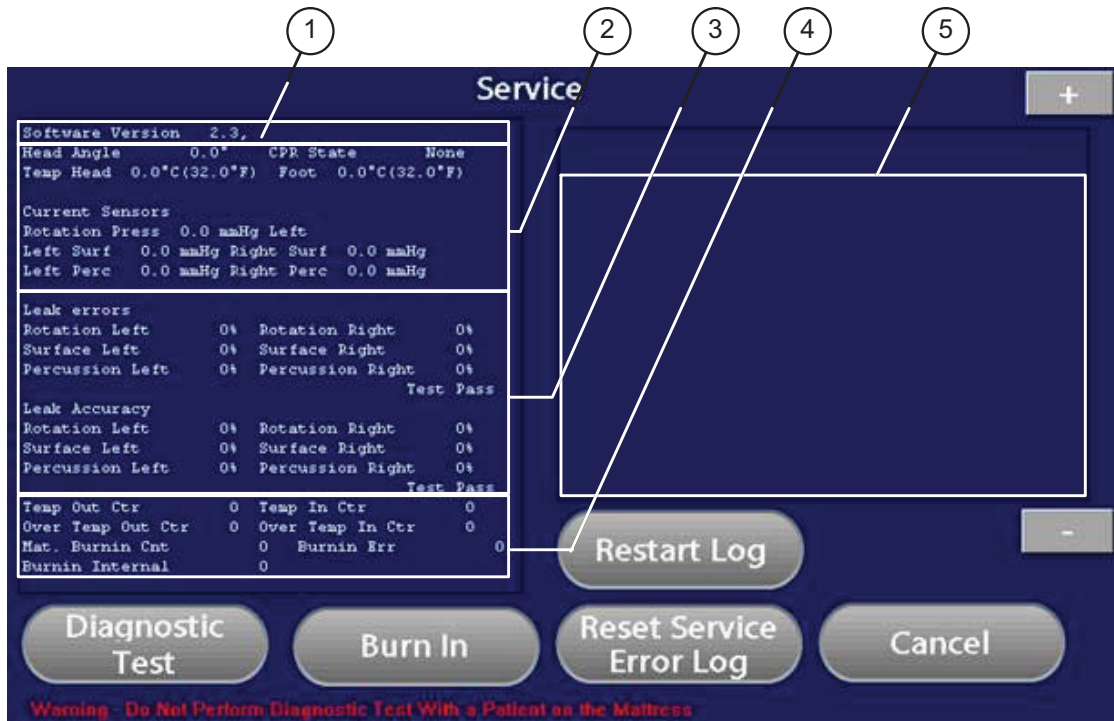 1 2 3 4 5
Service
+
Software Version 2.3,
Head Angle 0.0° CPR State None
Temp Head 0.0°C(32.0°F) Foot 0.0°C(32.0°F)
Current Sensors
Rotation Press 0.0 mmHg Left
Left Surf 0.0 mmHg Right Surf 0.0 mmHg
Left Perc 0.0 mmHg Right Perc 0.0 mmHg
Leak errors
Rotation Left 0% Rotation Right 0%
Surface Left 0% Surface Right 0%
Percussion Left 0% Percussion Right 0%
Test Pass
Leak Accuracy
Rotation Left 0% Rotation Right 0%
Surface Left 0% Surface Right 0%
Percussion Left 0% Percussion Right 0%
Test Pass
Temp Out Ctr 0 Temp In Ctr 0
Over Temp Out Ctr 0 Over Temp In Ctr 0
Mat. Burnin Cnt 0 Burnin Err 0
Burnin Internal 0
-
Restart Log
Diagnostic
Test
Burn In
Reset Service
Error Log
Cancel
Warning - Do Not Perform Diagnostic Test With a Patient on the Mattress